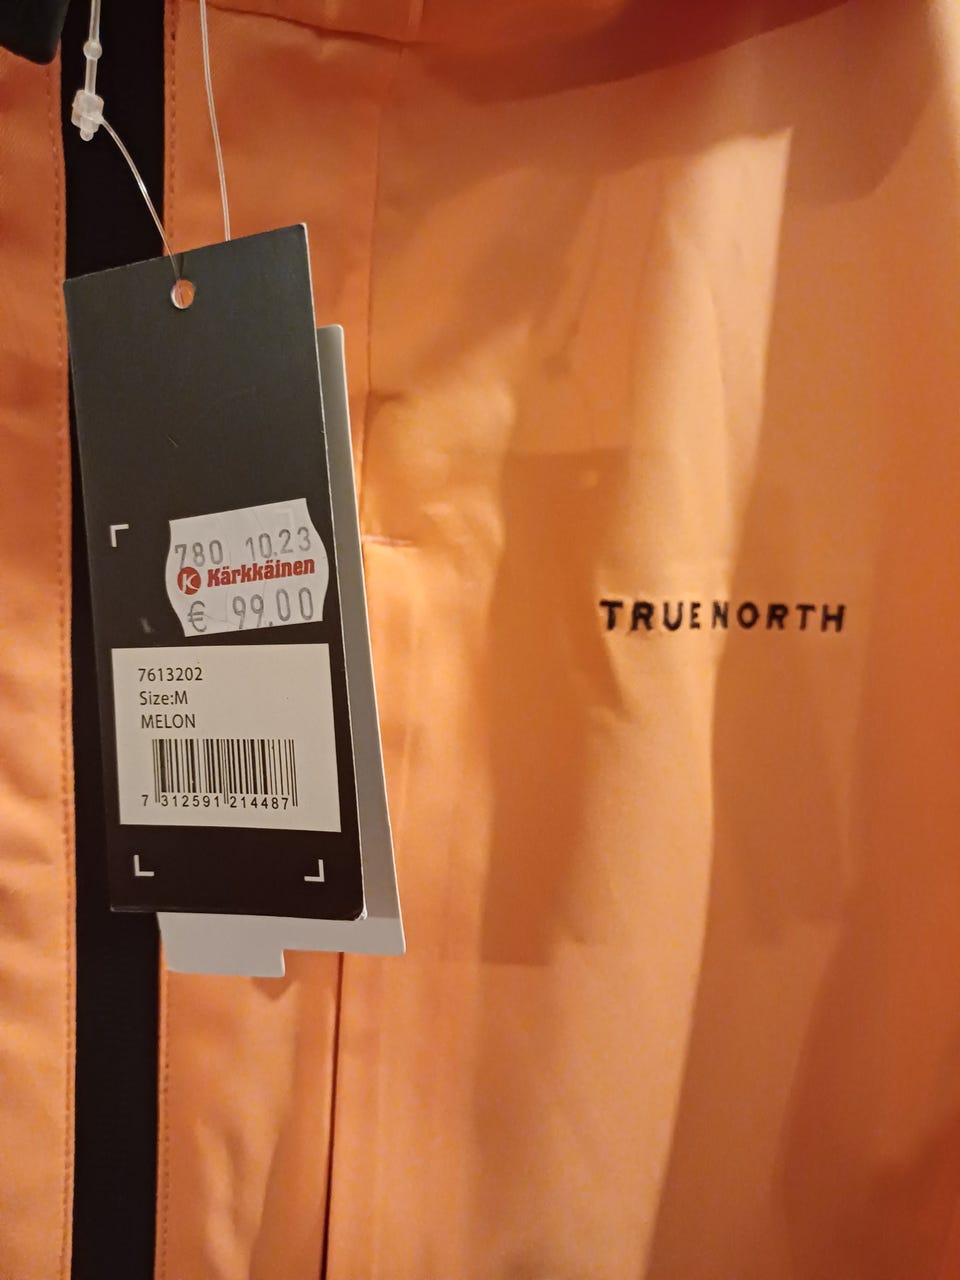 780 10.23
K Kärkkäinen
€ 99.00
7613202
Size:M
MELON
7 312591 214487
TRUENORTH